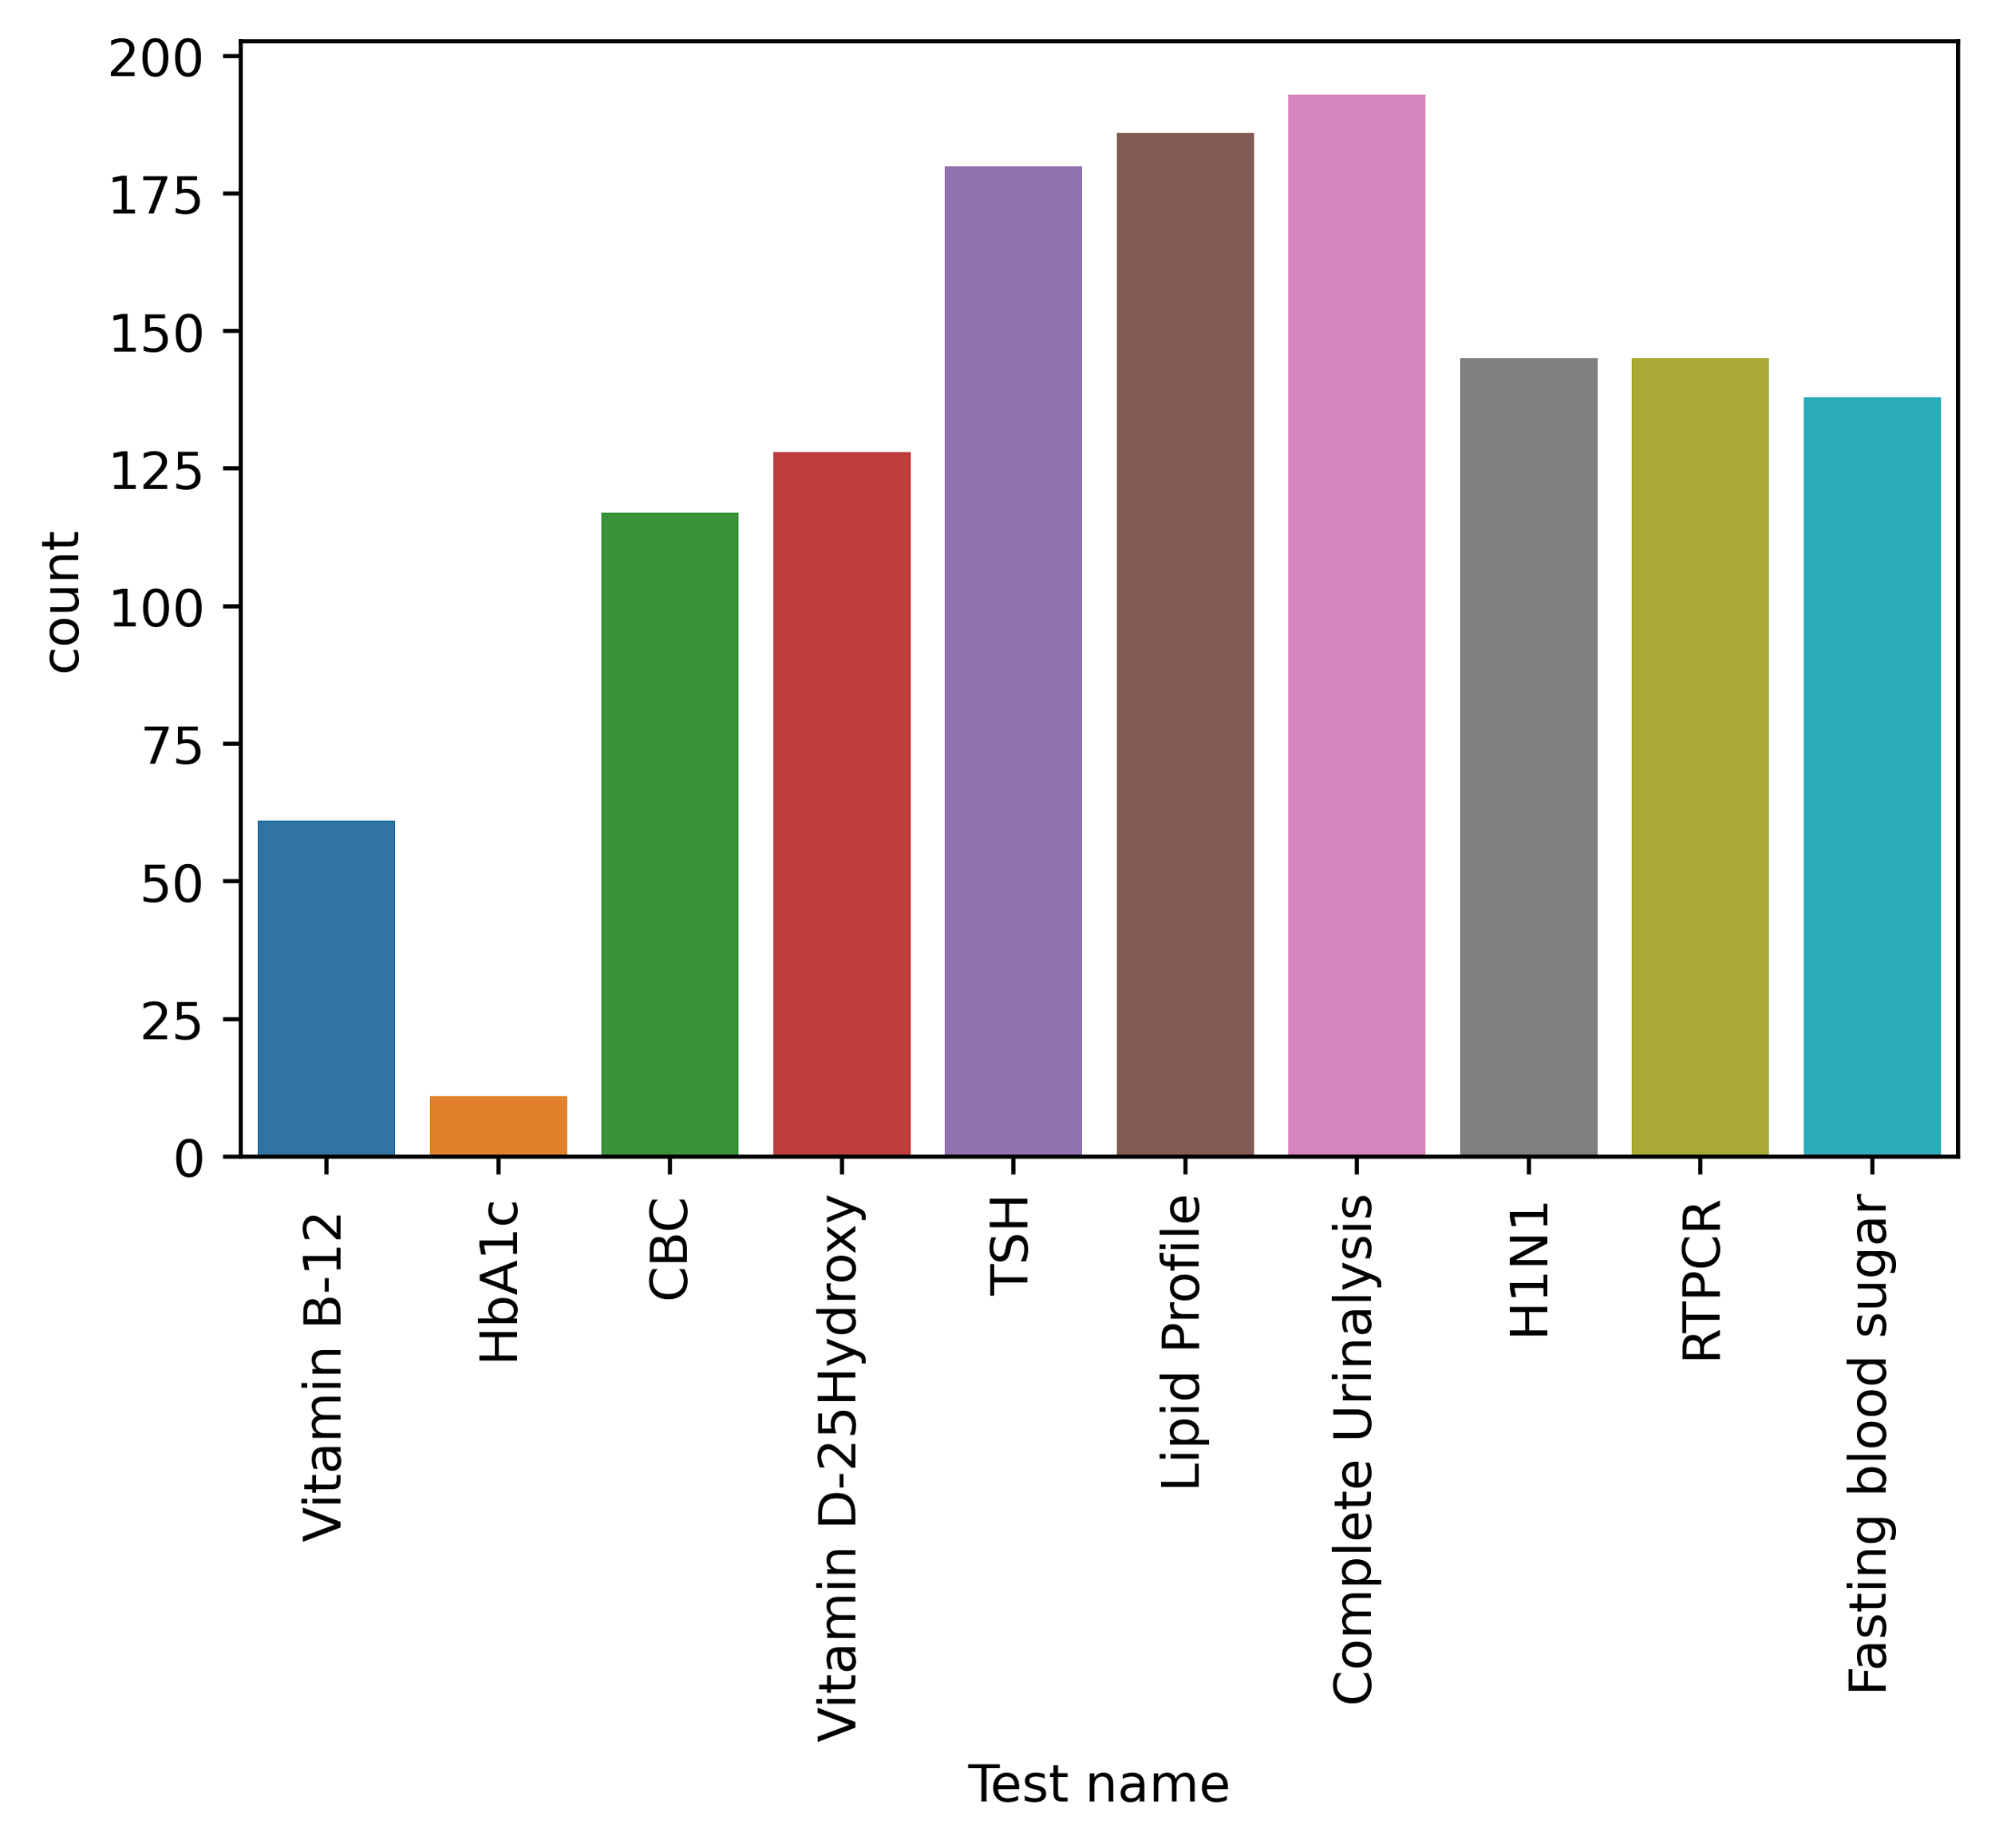 200
175
150
125
100
75
50
25
0
count
Vitamin B-12
HbA1c
CBC
Vitamin D-25Hydroxy
TSH
Lipid Profile
Complete Urinalysis
H1N1
RTPCR
Fasting blood sugar
Test name